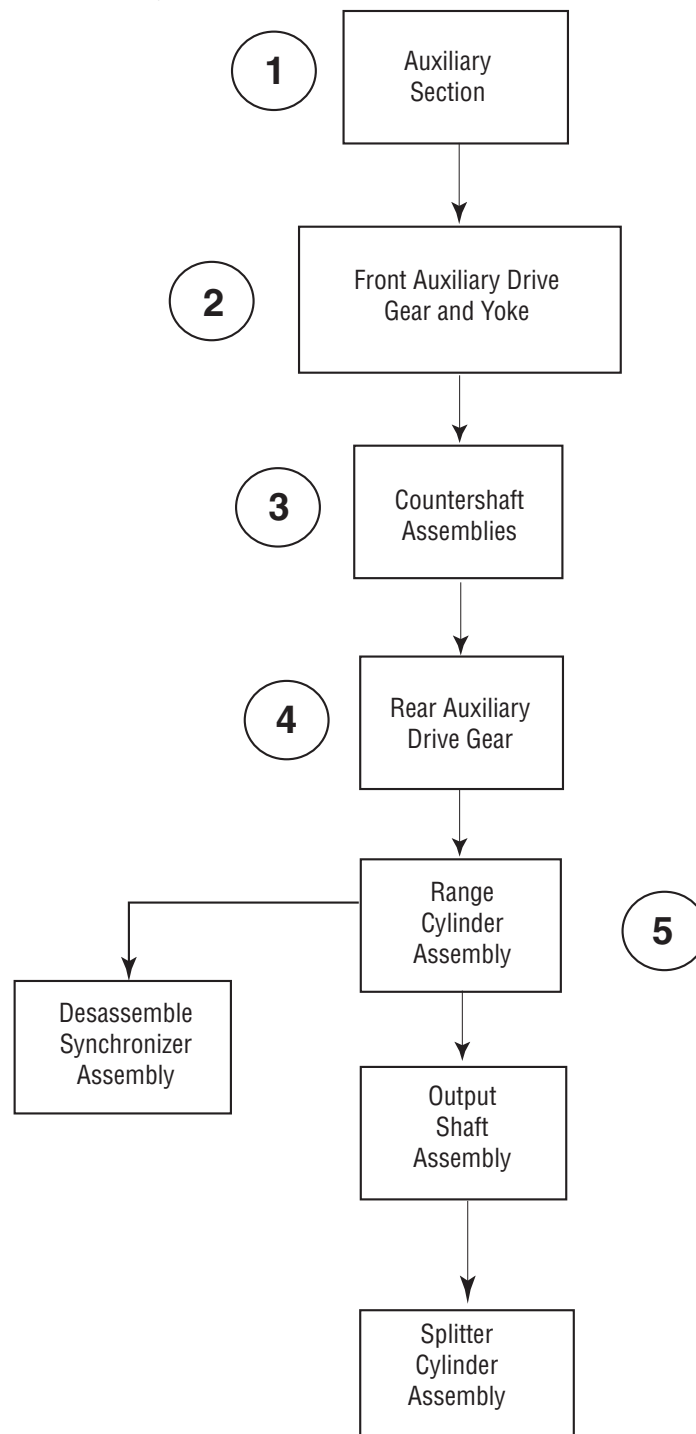 1
Auxiliary
Section
2
Front Auxiliary Drive
Gear and Yoke
3
Countershaft
Assemblies
4
Rear Auxiliary
Drive Gear
Range
Cylinder
Assembly
5
Desassemble
Synchronizer
Assembly
Output
Shaft
Assembly
Splitter
Cylinder
Assembly